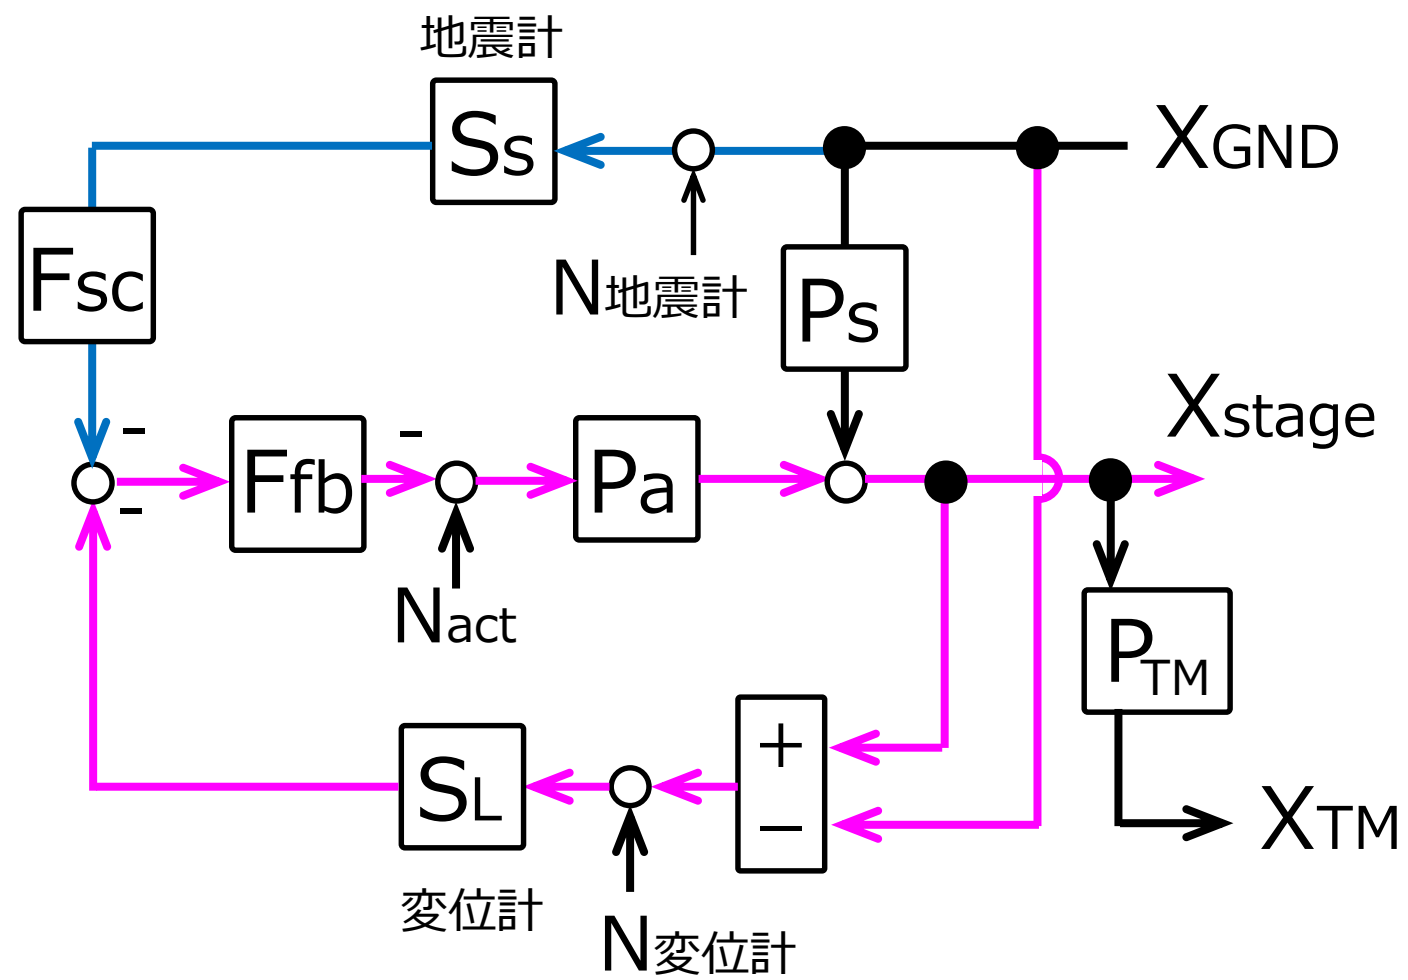 地震計
Ss
XGND
Fsc
N地震計
Ps
Xstage
-
-
-
Ffb
Pa
Nact
PTM
+
−
SL
XTM
変位計
N変位計